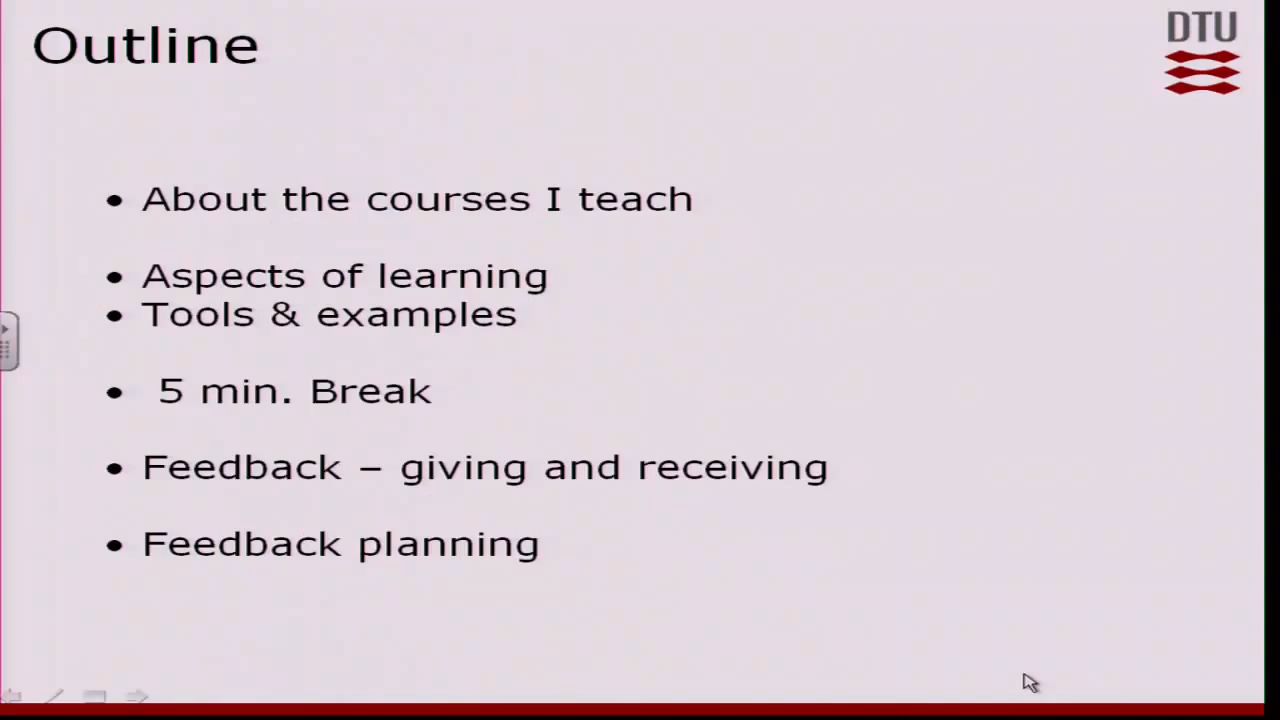 Outline
DTU
• About the courses I teach
• Aspects of learning
• Tools & examples
• 5 min. Break
• Feedback – giving and receiving
• Feedback planning